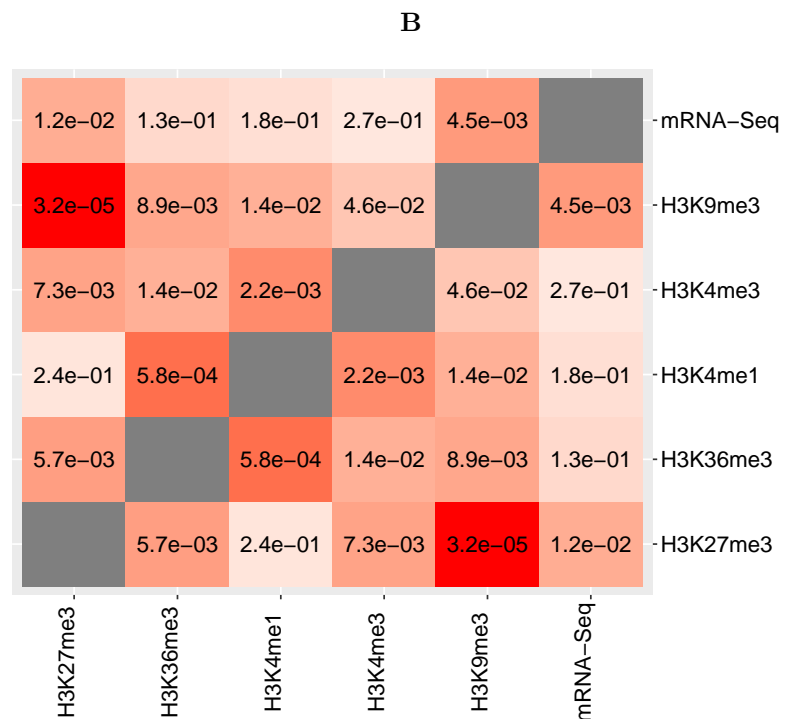 B
1.2e−02 1.3e−01 1.8e−01 2.7e−01 4.5e−03 mRNA−Seq
3.2e−05 8.9e−03 1.4e−02 4.6e−02 4.5e−03 H3K9me3
7.3e−03 1.4e−02 2.2e−03 4.6e−02 2.7e−01 H3K4me3
2.4e−01 5.8e−04 2.2e−03 1.4e−02 1.8e−01 H3K4me1
5.7e−03 5.8e−04 1.4e−02 8.9e−03 1.3e−01 H3K36me3
5.7e−03 2.4e−01 7.3e−03 3.2e−05 1.2e−02 H3K27me3
H3K27me3
H3K36me3
H3K4me1
H3K4me3
H3K9me3
mRNA−Seq